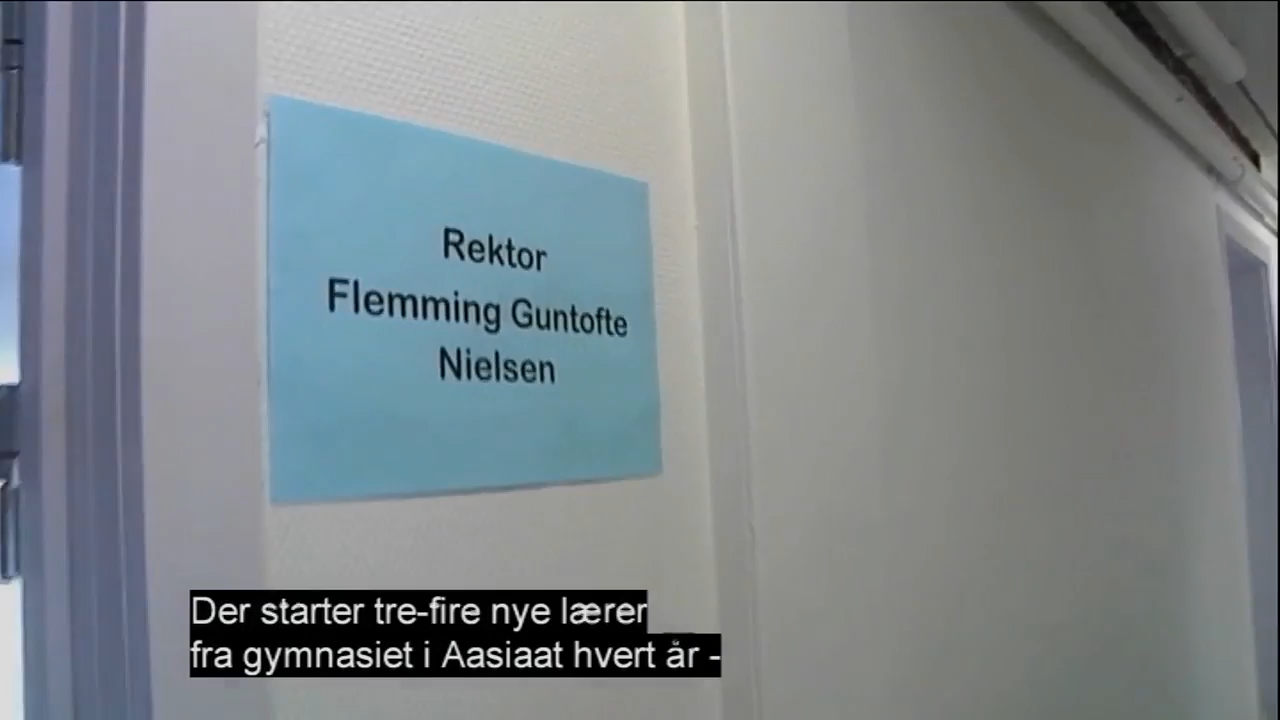 Rektor
Flemming Guntofte
Nielsen
Der starter tre-fire nye lærer
fra gymnasiet i Aasiaat hvert år -